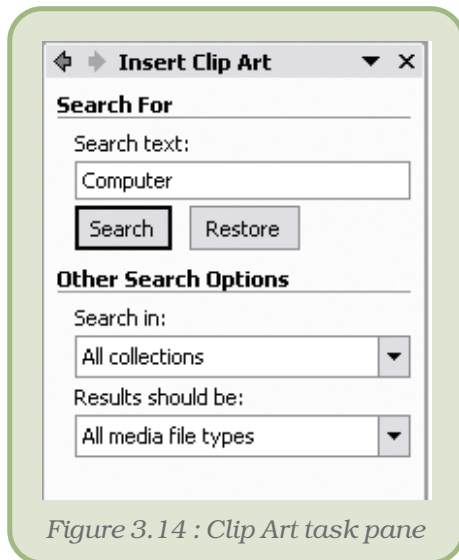 Insert Clip Art
Search For
Search text:
Computer
Search Restore
Other Search Options
Search in:
All collections
Results should be:
All media file types
Figure 3.14 : Clip Art task pane